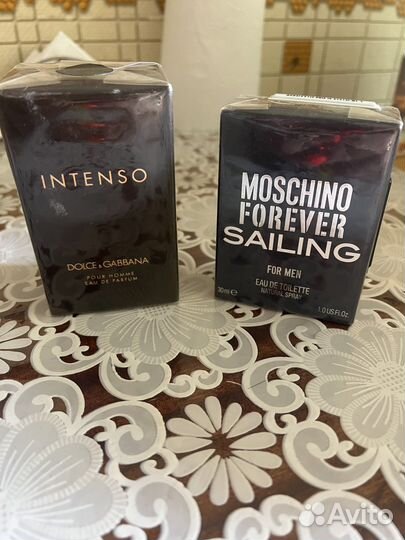 INTENSO
DOLCE & GABBANA
POUR HOMME
EAU DE PARFUM
MOSCHINO
FOREVER
SAILING
FOR MEN
EAU DE TOILETTE
NATURAL SPRAY
30ml ℮ 1.0 US Fl.Oz.
Avito